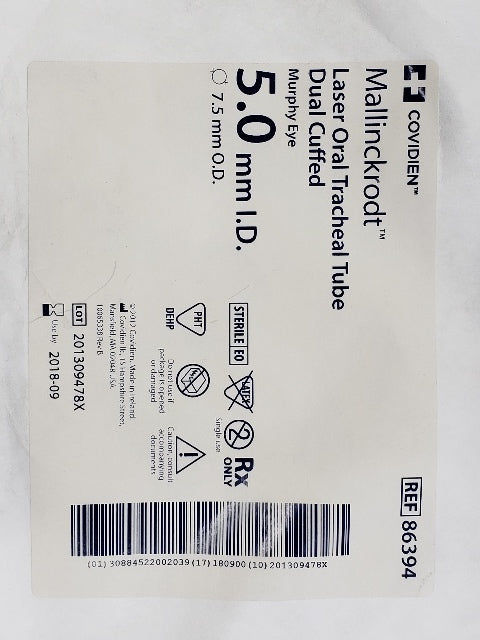 COVIDIEN™
REF 86394
Mallinckrodt™
Laser Oral Tracheal Tube
Dual Cuffed
Murphy Eye
5.0 mm I.D.
7.5 mm O.D.
STERILE EO
LATEX
2
Single use
Rx
ONLY
PHT
DEHP
Do not use if
package is opened
or damaged
Caution, consult
accompanying
documents
© 2012 Covidien. Made in Ireland
Covidien llc, 15 Hampshire Street,
Mansfield, MA 02048 USA.
LOT 201309478X
Use by 2018-09
(01) 30884522002039 (17) 180900 (10) 201309478X